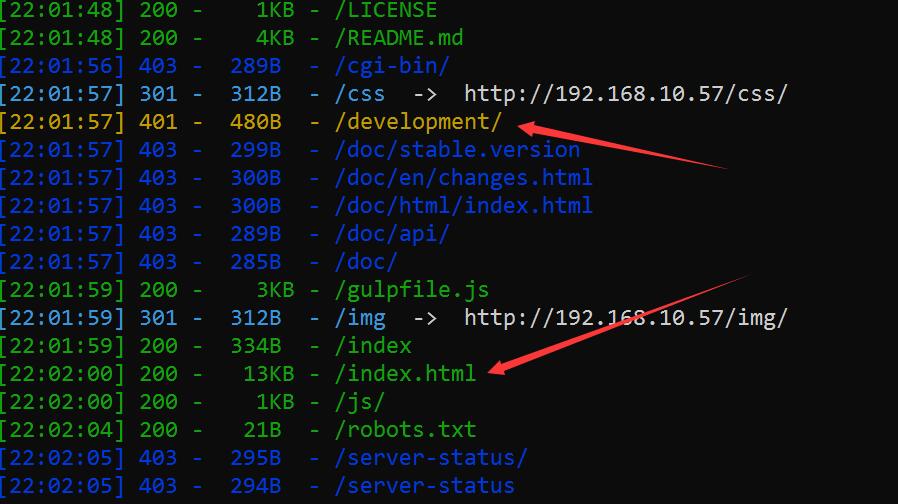 [22:01:48] 200 - 1KB - /LICENSE
[22:01:48] 200 - 4KB - /README.md
[22:01:56] 403 - 289B - /cgi-bin/
[22:01:57] 301 - 312B - /css -> http://192.168.10.57/css/
[22:01:57] 401 - 480B - /development/
[22:01:57] 403 - 299B - /doc/stable.version
[22:01:57] 403 - 300B - /doc/en/changes.html
[22:01:57] 403 - 300B - /doc/html/index.html
[22:01:57] 403 - 289B - /doc/api/
[22:01:57] 403 - 285B - /doc/
[22:01:59] 200 - 3KB - /gulpfile.js
[22:01:59] 301 - 312B - /img -> http://192.168.10.57/img/
[22:01:59] 200 - 334B - /index
[22:02:00] 200 - 13KB - /index.html
[22:02:00] 200 - 1KB - /js/
[22:02:04] 200 - 21B - /robots.txt
[22:02:05] 403 - 295B - /server-status/
[22:02:05] 403 - 294B - /server-status